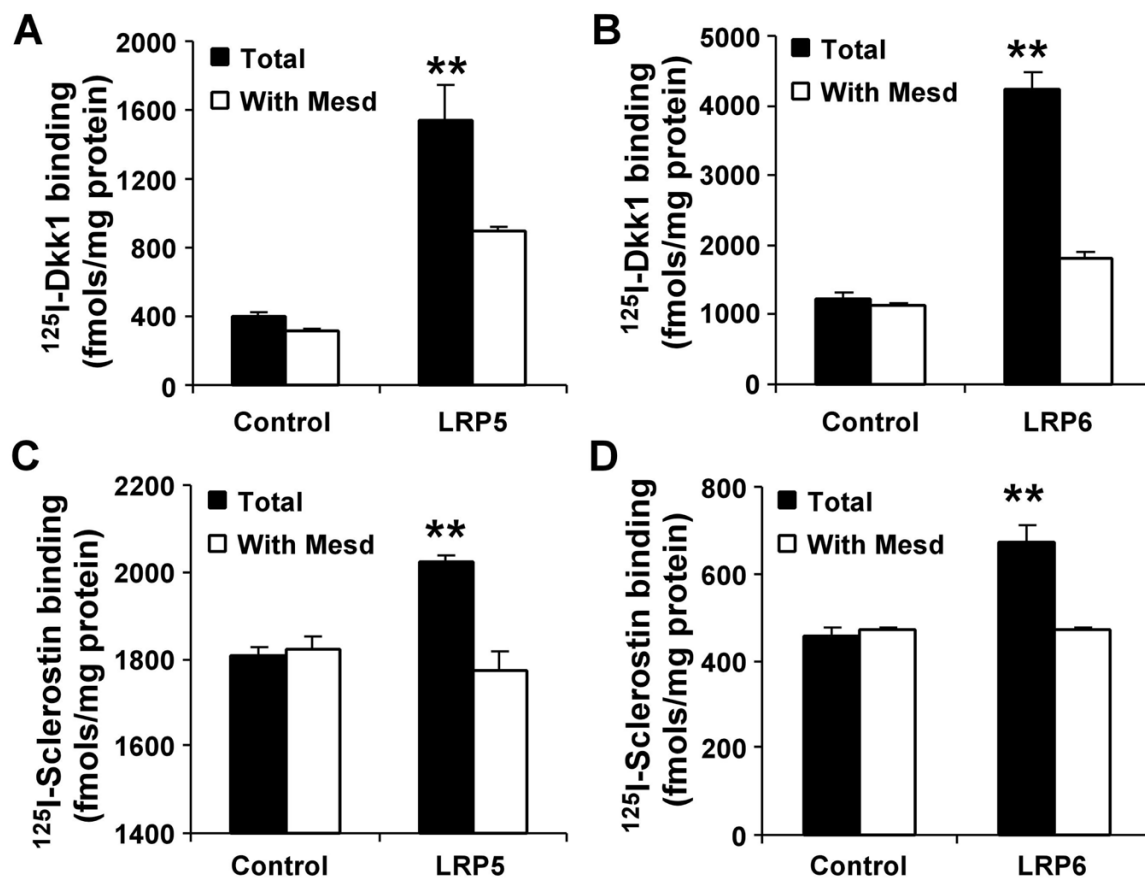 A
¹²⁵I-Dkk1 binding
(fmols/mg protein)
2000
1600
1200
800
400
0
Total
With Mesd
**
Control
LRP5
B
¹²⁵I-Dkk1 binding
(fmols/mg protein)
5000
4000
3000
2000
1000
0
Total
With Mesd
**
Control
LRP6
C
¹²⁵I-Sclerostin binding
(fmols/mg protein)
2200
2000
1800
1600
1400
Total
With Mesd
**
Control
LRP5
D
¹²⁵I-Sclerostin binding
(fmols/mg protein)
800
600
400
200
0
Total
With Mesd
**
Control
LRP6